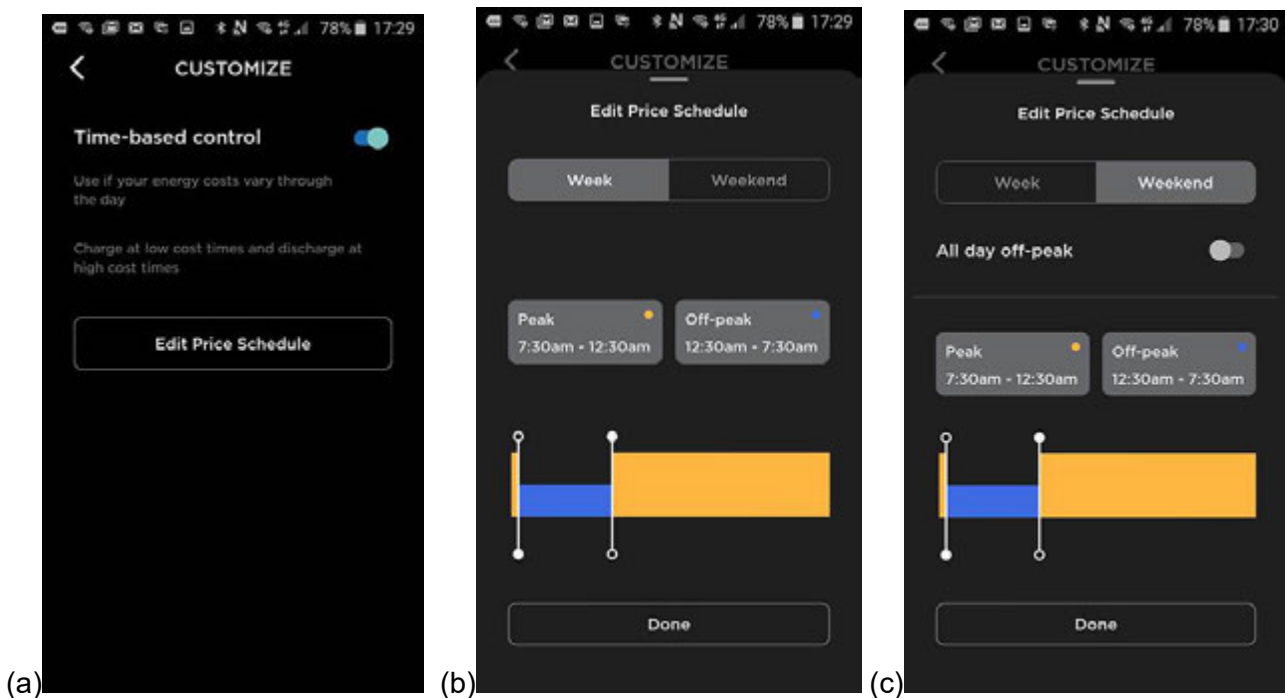 78% 17:29
CUSTOMIZE
Time-based control
Use if your energy costs vary through
the day
Charge at low cost times and discharge at
high cost times
Edit Price Schedule
(a)
78% 17:29
CUSTOMIZE
Edit Price Schedule
Week Weekend
Peak Off-peak
7:30am - 12:30am 12:30am - 7:30am
Done
(b)
78% 17:30
CUSTOMIZE
Edit Price Schedule
Week Weekend
All day off-peak
Peak Off-peak
7:30am - 12:30am 12:30am - 7:30am
Done
(c)